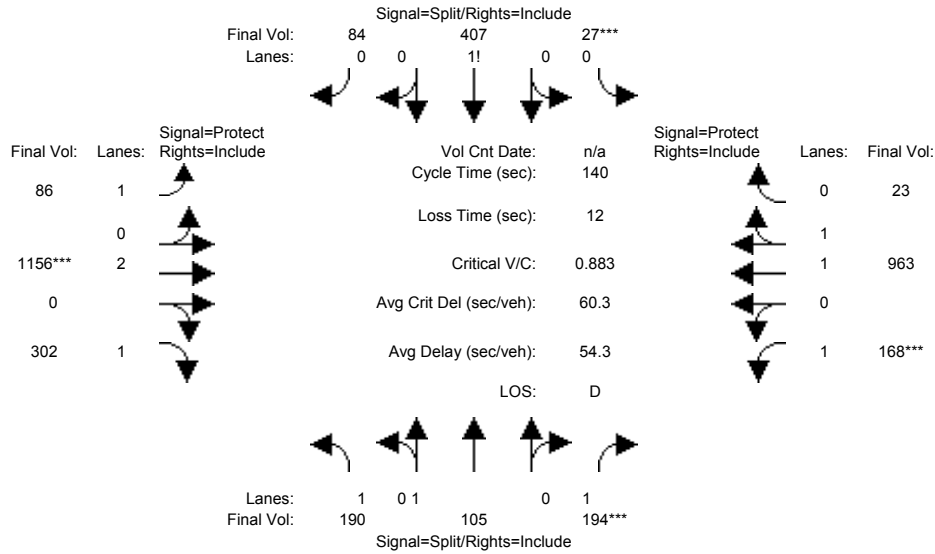 Signal=Split/Rights=Include
Final Vol: 84 407 27***
Lanes: 0 0 1! 0 0
Signal=Protect Signal=Protect
Final Vol: Lanes: Rights=Include Vol Cnt Date: n/a Rights=Include Lanes: Final Vol:
Cycle Time (sec): 140
86 1 0 23
Loss Time (sec): 12
0 1
1156*** 2 Critical V/C: 0.883 1 963
0 Avg Crit Del (sec/veh): 60.3 0
302 1 Avg Delay (sec/veh): 54.3 1 168***
LOS: D
Lanes: 1 0 1 0 1
Final Vol: 190 105 194***
Signal=Split/Rights=Include